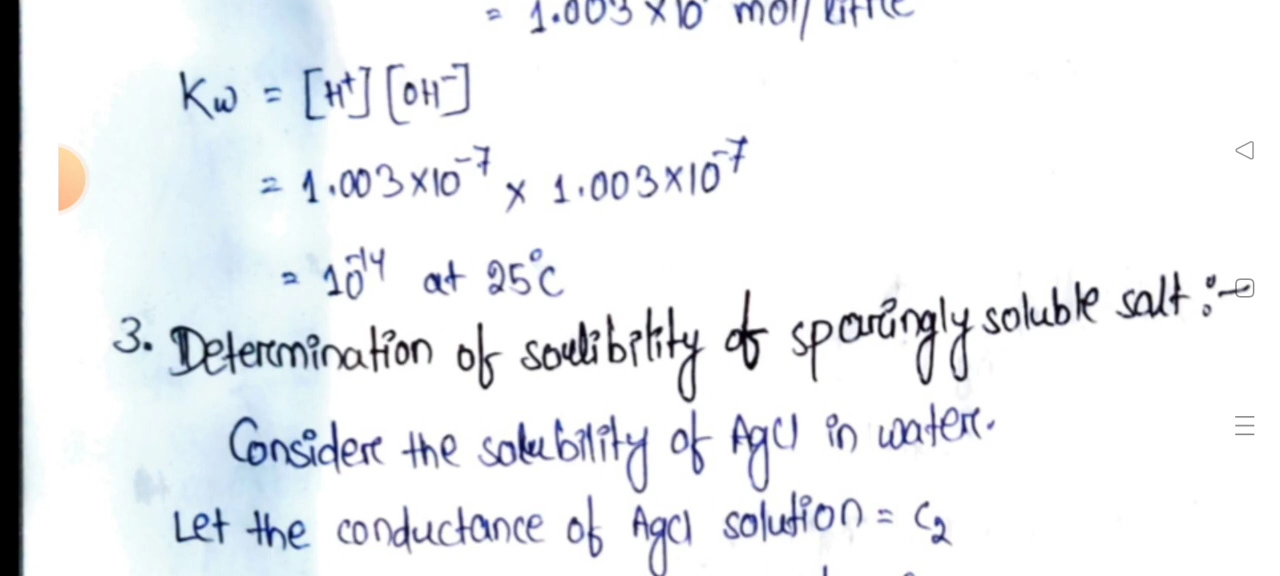 = 1.003 × 10 mol/
Kw = [H⁺] [OH⁻]
= 1.003 × 10⁻⁷ × 1.003 × 10⁻⁷
= 10⁻¹⁴ at 25°C
3. Determination of soulibility of sparingly soluble salt :-
Consider the solubility of AgCl in water.
Let the conductance of AgCl solution = C₂